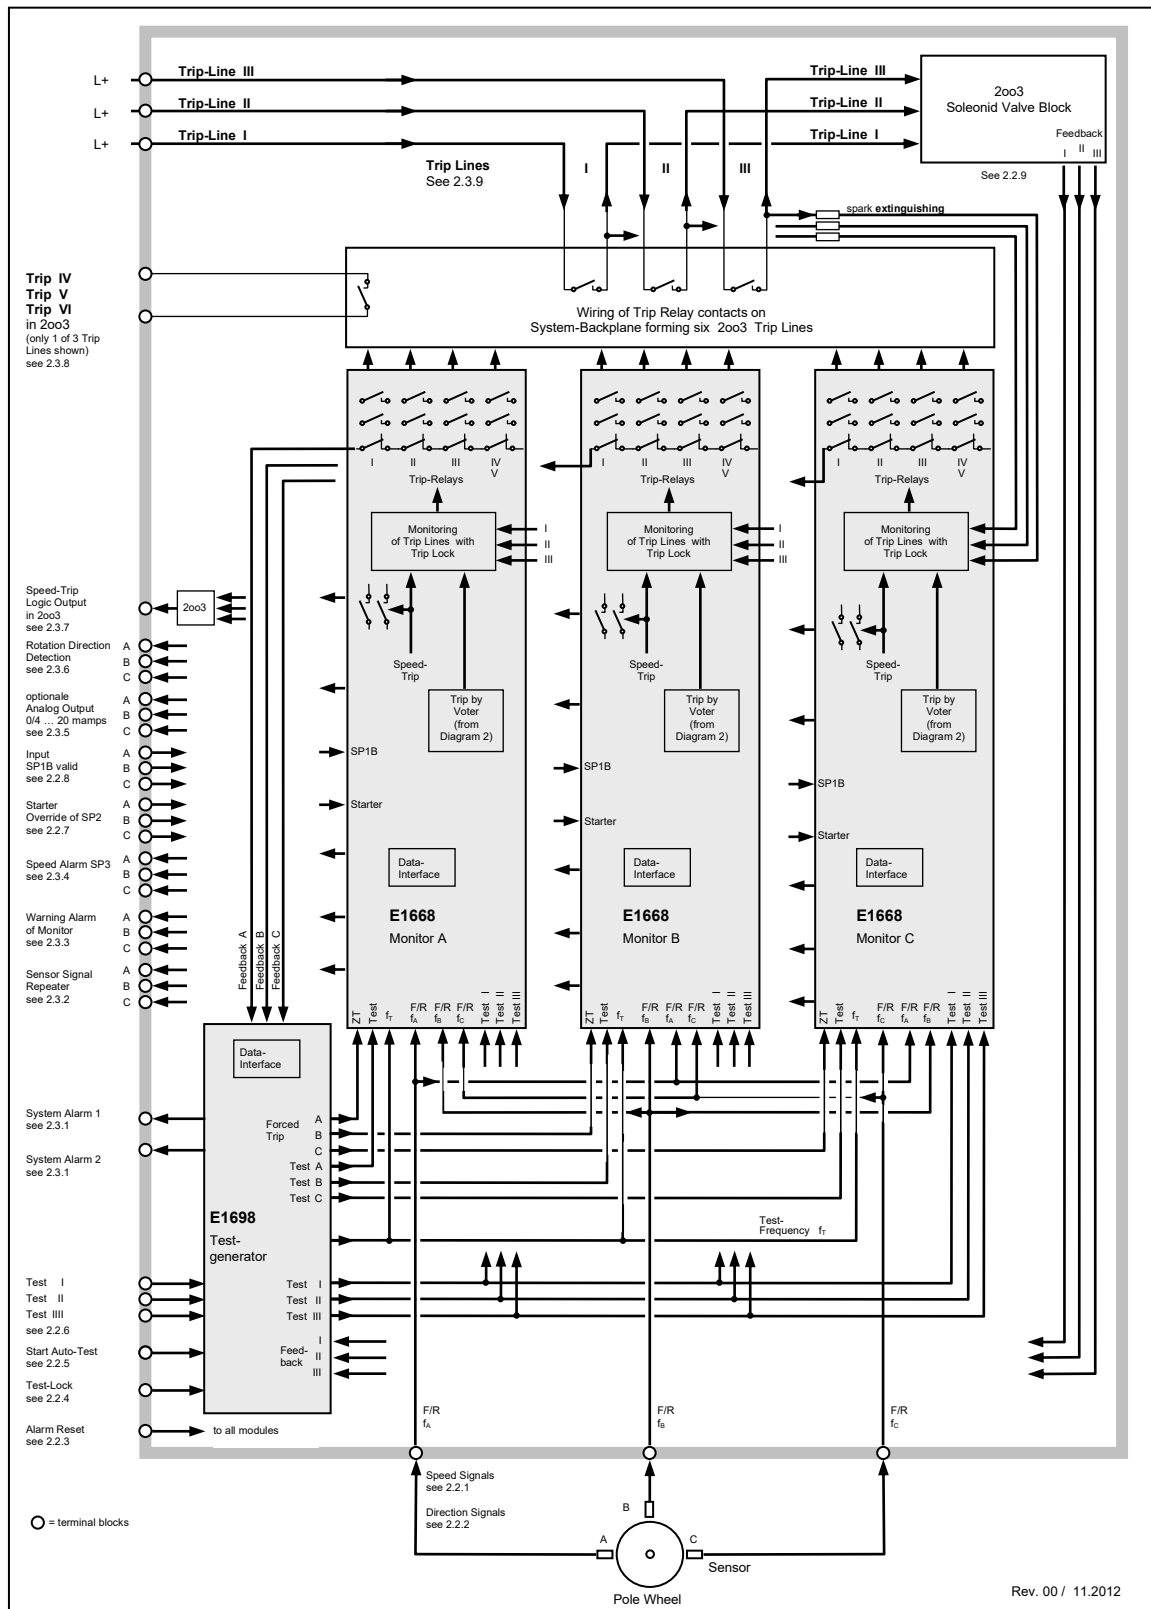 L+
Trip-Line III
Trip-Line III
L+
Trip-Line II
Trip-Line II
L+
Trip-Line I
Trip-Line I
2oo3
Soleonid Valve Block
Feedback
I II III
See 2.2.9
Trip Lines
See 2.3.9
I II III
spark extinguishing
Trip IV
Trip V
Trip VI
in 2oo3
(only 1 of 3 Trip
Lines shown)
see 2.3.8
Wiring of Trip Relay contacts on
System-Backplane forming six 2oo3 Trip Lines
I II III IV
V
Trip-Relays
Monitoring
of Trip Lines with
Trip Lock
I
II
III
Speed-
Trip
Trip by
Voter
(from
Diagram 2)
SP1B
Starter
Data-
Interface
E1668
Monitor A
ZT Test fT F/R fA F/R fB F/R fC Test I Test II Test III
I II III IV
V
Trip-Relays
Monitoring
of Trip Lines with
Trip Lock
I
II
III
Speed-
Trip
Trip by
Voter
(from
Diagram 2)
SP1B
Starter
Data-
Interface
E1668
Monitor B
ZT Test fT F/R fB F/R fA F/R fC Test I Test II Test III
I II III IV
V
Trip-Relays
Monitoring
of Trip Lines with
Trip Lock
Speed-
Trip
Trip by
Voter
(from
Diagram 2)
SP1B
Starter
Data-
Interface
E1668
Monitor C
ZT Test fT F/R fC F/R fA F/R fB Test I Test II Test III
Speed-Trip
Logic Output
in 2oo3
see 2.3.7
2oo3
Rotation Direction
Detection
see 2.3.6
A
B
C
optionale
Analog Output
0/4 ... 20 mamps
see 2.3.5
A
B
C
Input
SP1B valid
see 2.2.8
A
B
C
Starter
Override of SP2
see 2.2.7
A
B
C
Speed Alarm SP3
see 2.3.4
A
B
C
Warning Alarm
of Monitor
see 2.3.3
A
B
C
Sensor Signal
Repeater
see 2.3.2
A
B
C
Feedback A
Feedback B
Feedback C
Data-
Interface
System Alarm 1
see 2.3.1
System Alarm 2
see 2.3.1
Forced
Trip
A
B
C
Test A
Test B
Test C
E1698
Test-
generator
Test-
Frequency fT
Test I
Test II
Test III
Feed-
back
I
II
III
Test I
Test II
Test IIII
see 2.2.6
Start Auto-Test
see 2.2.5
Test-Lock
see 2.2.4
Alarm Reset
see 2.2.3
to all modules
F/R
fA
F/R
fB
F/R
fC
Speed Signals
see 2.2.1
Direction Signals
see 2.2.2
= terminal blocks
A
B
C
Sensor
Pole Wheel
Rev. 00 / 11.2012